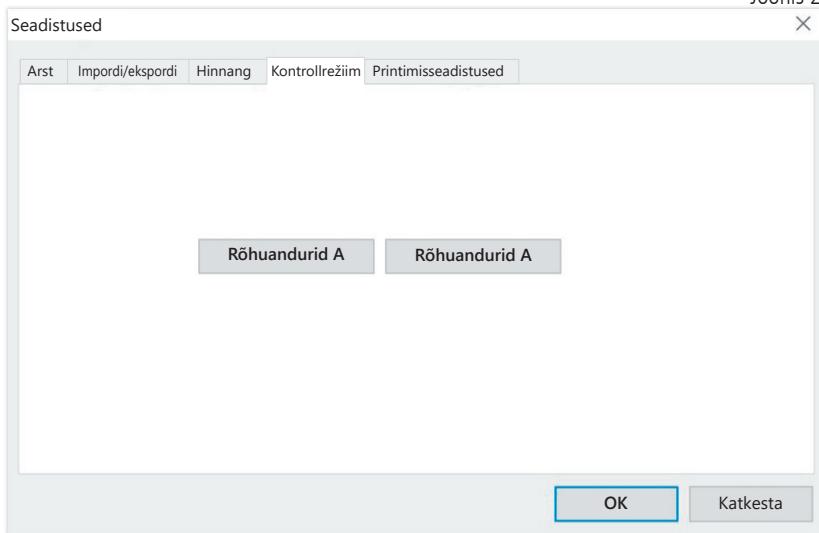 Seadistused
Arst Impordi/ekspordi Hinnang Kontrollrežiim Printimisseadistused
Rõhuandurid A Rõhuandurid A
OK Katkesta